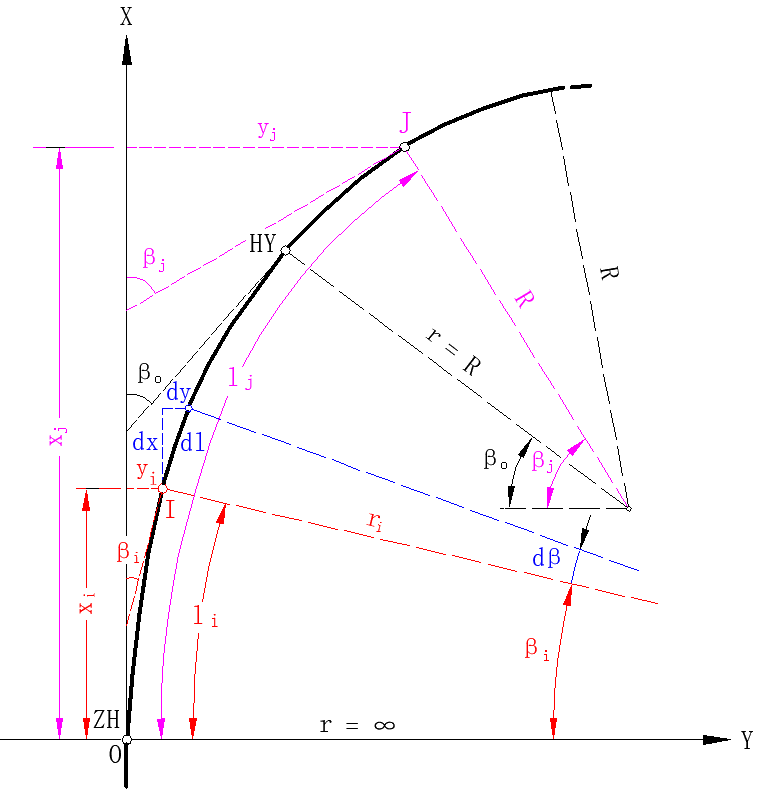 X
y_j
J
HY
β_j
R
R
r = R
β_o
l_j
dy
x_j
dx
dl
β_o
β_j
y_i
I
r_i
dβ
β_i
x_i
l_i
β_i
ZH
r = ∞
Y
O